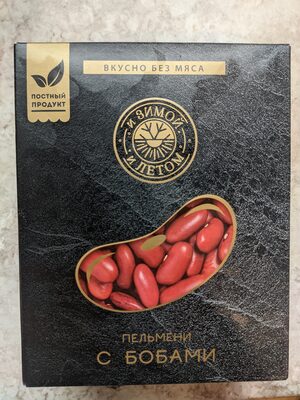 ПОСТНЫЙ
ПРОДУКТ
ВКУСНО БЕЗ МЯСА
И ЗИМОЙ
И ЛЕТОМ
ПЕЛЬМЕНИ
С БОБАМИ